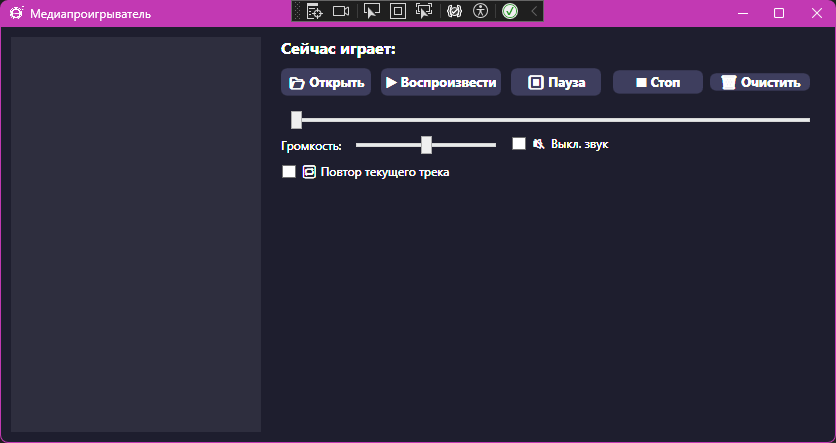 Медиапроигрыватель
Сейчас играет:
Открыть Воспроизвести Пауза Стоп Очистить
Громкость: Выкл. звук
Повтор текущего трека